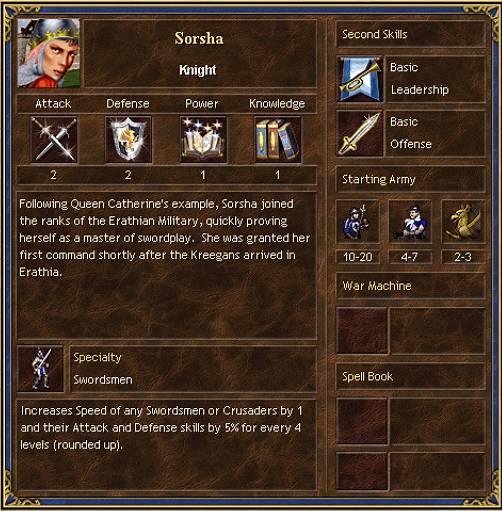 Sorsha
Knight
Attack Defense Power Knowledge
2 2 1 1
Following Queen Catherine's example, Sorsha joined
the ranks of the Erathian Military, quickly proving
herself as a master of swordplay. She was granted her
first command shortly after the Kreegans arrived in
Erathia.
Specialty
Swordsmen
Increases Speed of any Swordsmen or Crusaders by 1
and their Attack and Defense skills by 5% for every 4
levels (rounded up).
Second Skills
Basic
Leadership
Basic
Offense
Starting Army
10-20 4-7 2-3
War Machine
Spell Book